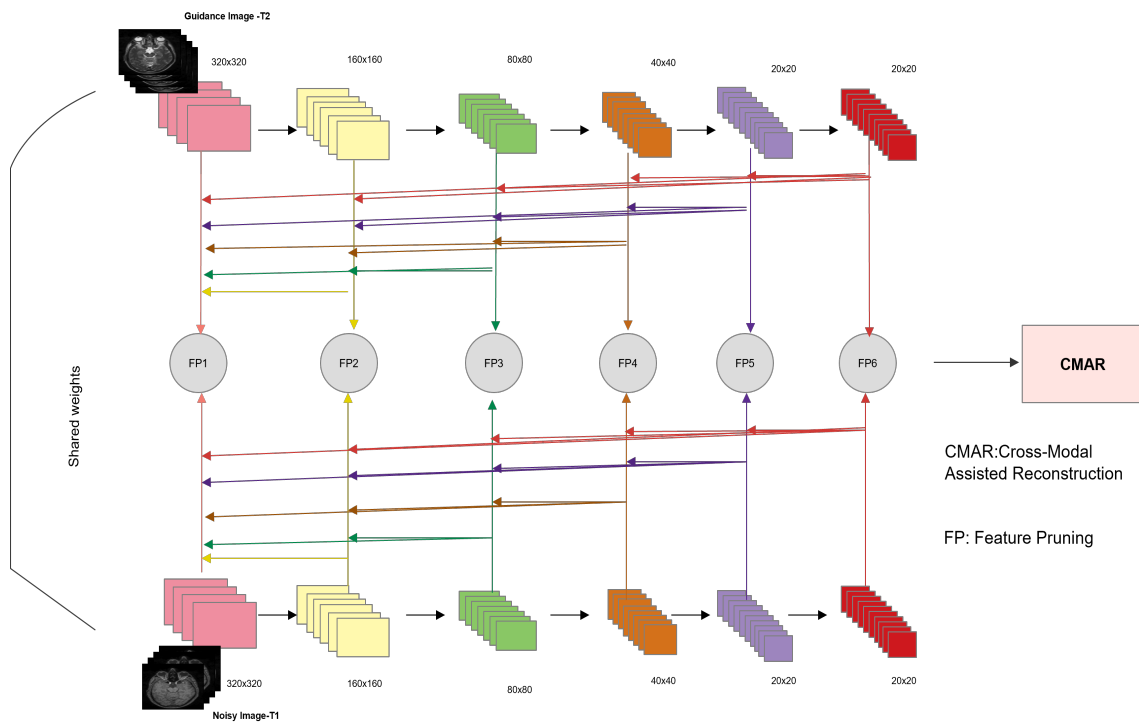 Guidance Image -T2
320x320
160x160
80x80
40x40
20x20
20x20
Shared weights
FP1
FP2
FP3
FP4
FP5
FP6
CMAR
CMAR:Cross-Modal
Assisted Reconstruction
FP: Feature Pruning
320x320
160x160
80x80
40x40
20x20
20x20
Noisy Image-T1